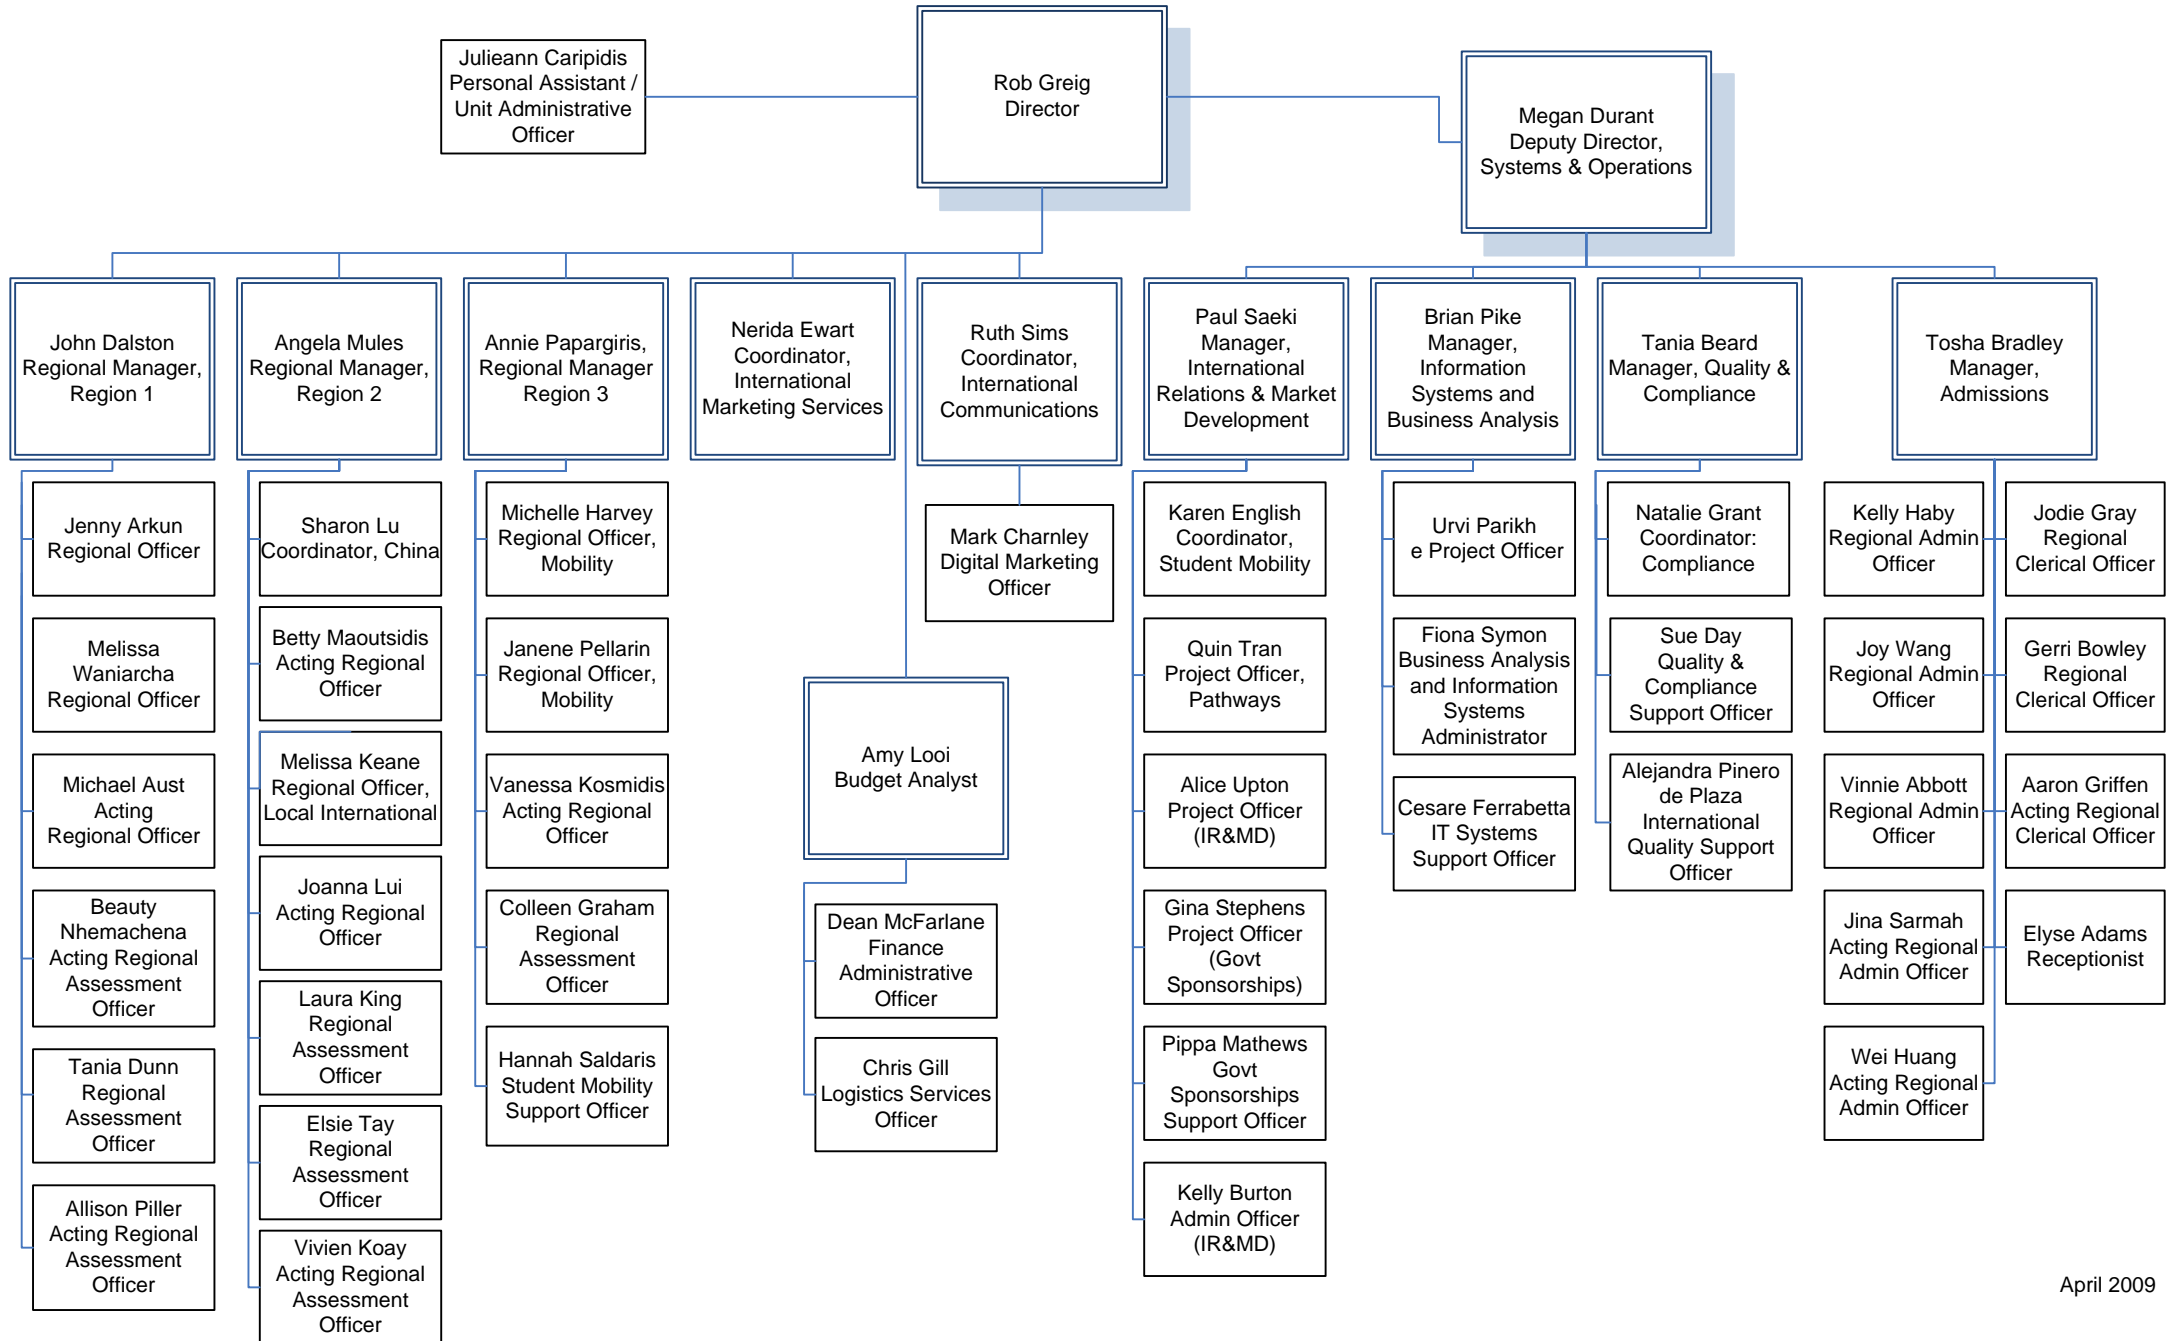 Julieann Caripidis
Personal Assistant /
Unit Administrative
Officer
Rob Greig
Director
Megan Durant
Deputy Director,
Systems & Operations
John Dalston
Regional Manager,
Region 1
Angela Mules
Regional Manager,
Region 2
Annie Papargiris,
Regional Manager
Region 3
Nerida Ewart
Coordinator,
International
Marketing Services
Ruth Sims
Coordinator,
International
Communications
Paul Saeki
Manager,
International
Relations & Market
Development
Brian Pike
Manager,
Information
Systems and
Business Analysis
Tania Beard
Manager, Quality &
Compliance
Tosha Bradley
Manager,
Admissions
Jenny Arkun
Regional Officer
Melissa
Waniarcha
Regional Officer
Michael Aust
Acting
Regional Officer
Beauty
Nhemachena
Acting Regional
Assessment
Officer
Tania Dunn
Regional
Assessment
Officer
Allison Piller
Acting Regional
Assessment
Officer
Sharon Lu
Coordinator, China
Betty Maoutsidis
Acting Regional
Officer
Melissa Keane
Regional Officer,
Local International
Joanna Lui
Acting Regional
Officer
Laura King
Regional
Assessment
Officer
Elsie Tay
Regional
Assessment
Officer
Vivien Koay
Acting Regional
Assessment
Officer
Michelle Harvey
Regional Officer,
Mobility
Janene Pellarin
Regional Officer,
Mobility
Vanessa Kosmidis
Acting Regional
Officer
Colleen Graham
Regional
Assessment
Officer
Hannah Saldaris
Student Mobility
Support Officer
Amy Looi
Budget Analyst
Dean McFarlane
Finance
Administrative
Officer
Chris Gill
Logistics Services
Officer
Mark Charnley
Digital Marketing
Officer
Karen English
Coordinator,
Student Mobility
Quin Tran
Project Officer,
Pathways
Alice Upton
Project Officer
(IR&MD)
Gina Stephens
Project Officer
(Govt
Sponsorships)
Pippa Mathews
Govt
Sponsorships
Support Officer
Kelly Burton
Admin Officer
(IR&MD)
Urvi Parikh
e Project Officer
Fiona Symon
Business Analysis
and Information
Systems
Administrator
Cesare Ferrabetta
IT Systems
Support Officer
Natalie Grant
Coordinator:
Compliance
Sue Day
Quality &
Compliance
Support Officer
Alejandra Pinero
de Plaza
International
Quality Support
Officer
Kelly Haby
Regional Admin
Officer
Joy Wang
Regional Admin
Officer
Vinnie Abbott
Regional Admin
Officer
Jina Sarmah
Acting Regional
Admin Officer
Wei Huang
Acting Regional
Admin Officer
Jodie Gray
Regional
Clerical Officer
Gerri Bowley
Regional
Clerical Officer
Aaron Griffen
Acting Regional
Clerical Officer
Elyse Adams
Receptionist
April 2009